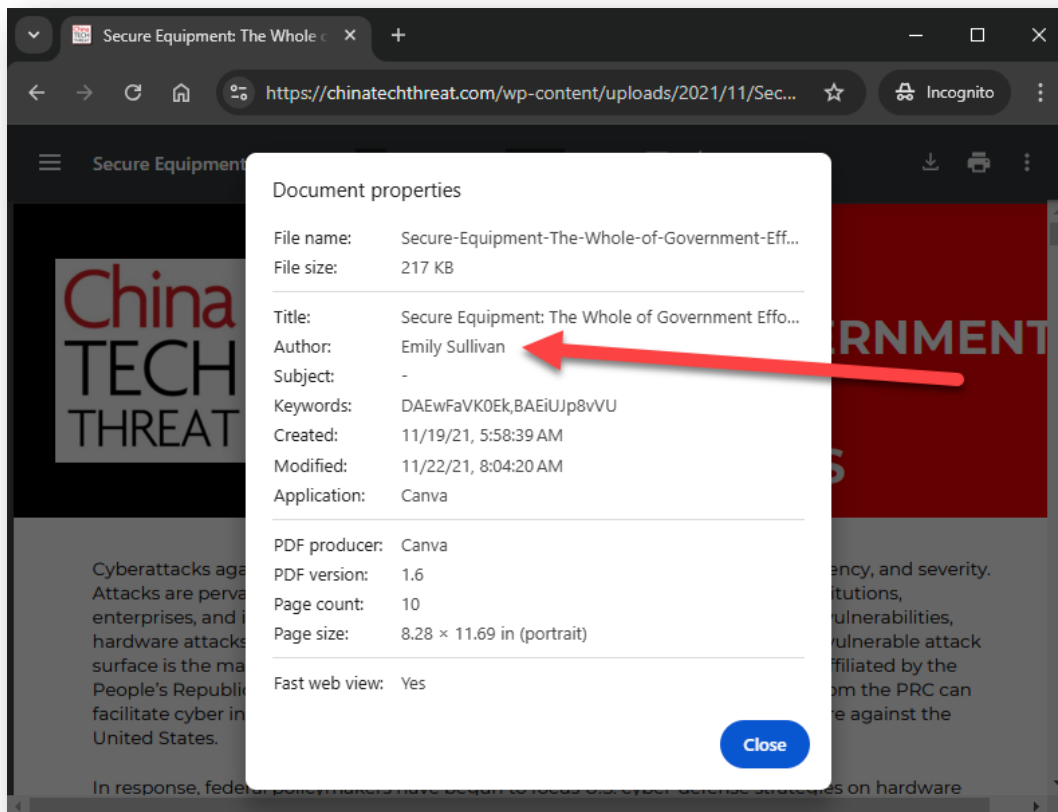 Secure Equipment: The Whole
https://chinatechthreat.com/wp-content/uploads/2021/11/Sec...
Incognito
Secure Equipment
China
TECH
THREAT
RNMENT
S
Document properties
File name: Secure-Equipment-The-Whole-of-Government-Eff...
File size: 217 KB
Title: Secure Equipment: The Whole of Government Effo...
Author: Emily Sullivan
Subject: -
Keywords: DAEwFaVK0Ek,BAEiUJp8vVU
Created: 11/19/21, 5:58:39 AM
Modified: 11/22/21, 8:04:20 AM
Application: Canva
PDF producer: Canva
PDF version: 1.6
Page count: 10
Page size: 8.28 × 11.69 in (portrait)
Fast web view: Yes
Close
Cyberattacks aga ency, and severity.
Attacks are perva itutions,
enterprises, and i vulnerabilities,
hardware attacks vulnerable attack
surface is the ma ffiliated by the
People's Republi om the PRC can
facilitate cyber in re against the
United States.
In response, federal policymakers have begun to focus U.S. cyber defense strategies on hardware